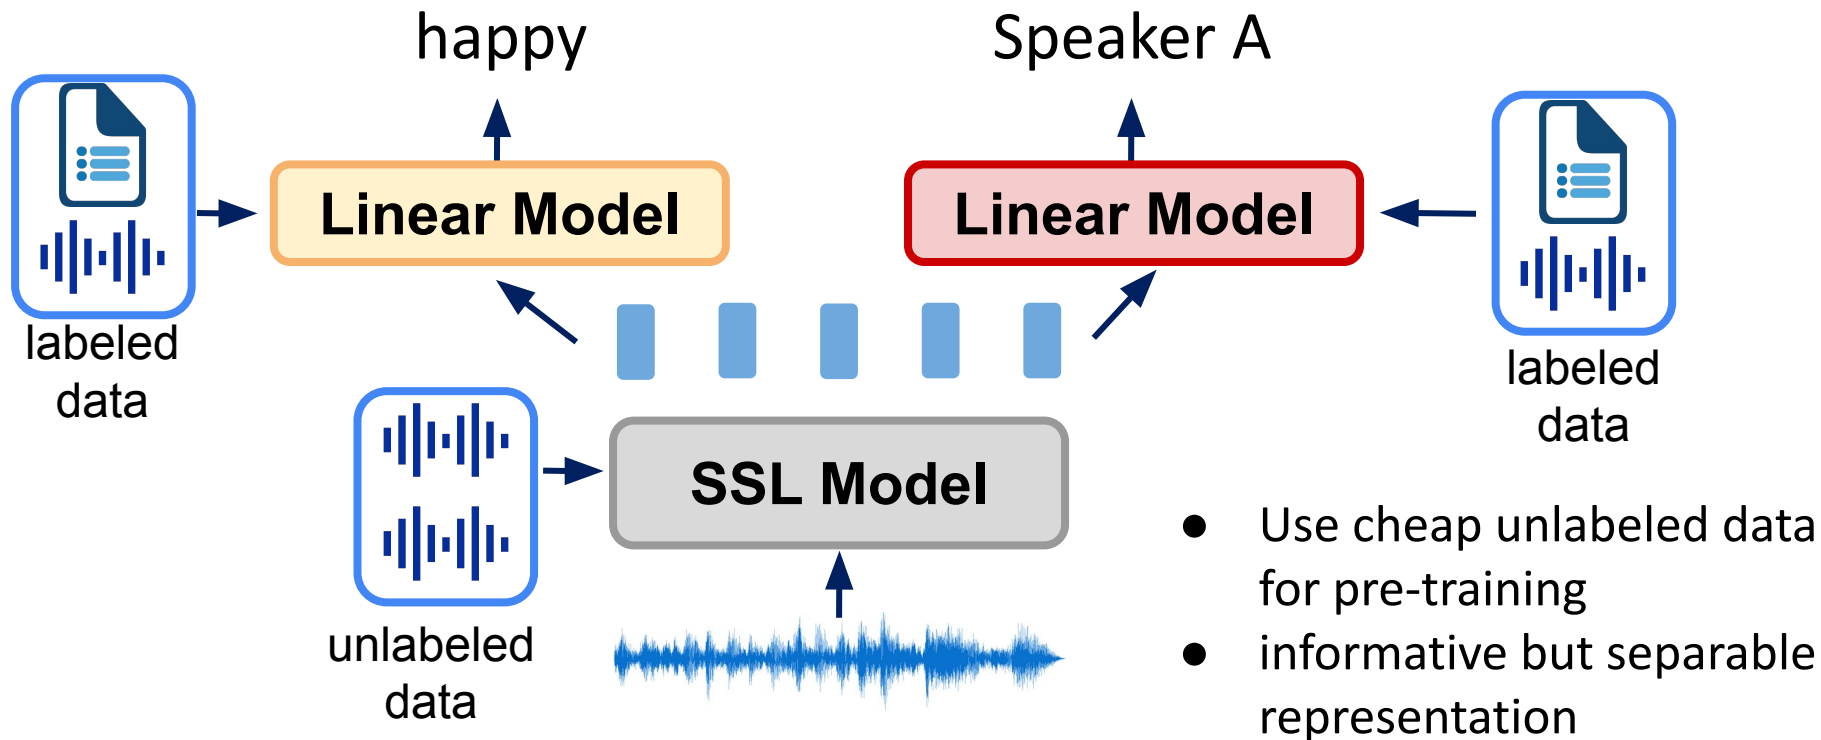 happy
Speaker A
Linear Model
Linear Model
labeled
data
labeled
data
SSL Model
unlabeled
data
● Use cheap unlabeled data
for pre-training
● informative but separable
representation